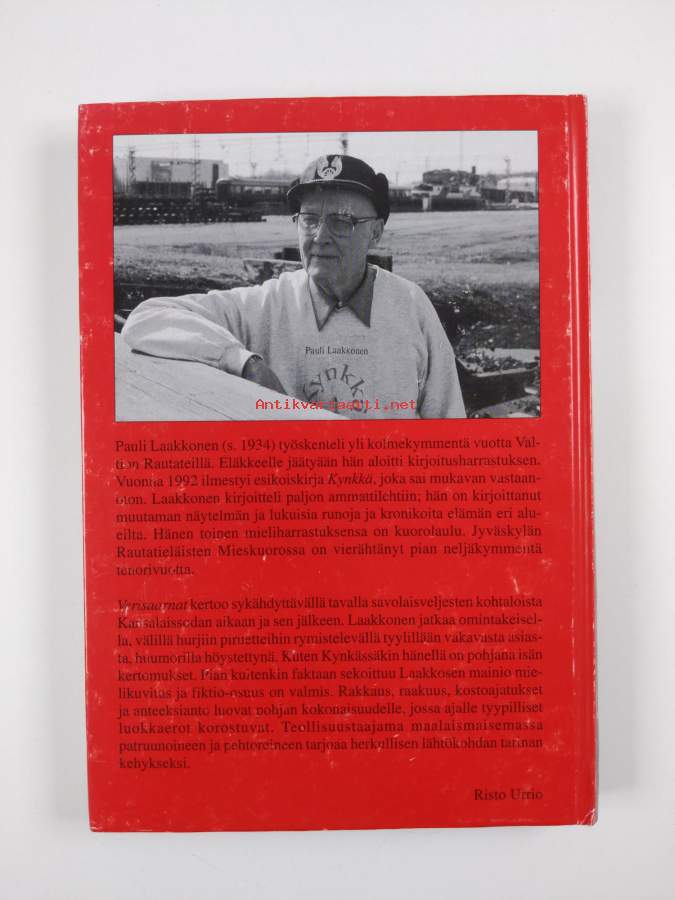 Pauli Laakkonen
Kynkkä
Antikvariaatti.net
Pauli Laakkonen (s. 1934) työskenteli yli kolmekymmentä vuotta Val-
tion Rautateillä. Eläkkeelle jäätyään hän aloitti kirjoitusharrastuksen.
Vuonna 1992 ilmestyi esikoiskirja Kynkkä, joka sai mukavan vastaan-
oton. Laakkonen kirjoitteli paljon ammattilehtiin; hän on kirjoittanut
muutaman näytelmän ja lukuisia runoja ja kronikoita elämän eri alu-
eilta. Hänen toinen mieliharrastuksensa on kuorolaulu. Jyväskylän
Rautatieläisten Mieskuorossa on vierähtänyt pian neljäkymmentä
tenorivuotta.
Verisaarnat kertoo sykähdyttävällä tavalla savolaisveljesten kohtaloista
Kansalaissodan aikaan ja sen jälkeen. Laakkonen jatkaa omintakeisel-
la, välillä hurjiin piruetteihin rymistelevällä tyylillään vakavasta asias-
ta, huumorilla höystettynä. Kuten Kynkässäkin hänellä on pohjana isän
kertomukset. Pian kuitenkin faktaan sekoittuu Laakkosen mainio mie-
likuvitus ja fiktio-osuus on valmis. Rakkaus, raakuus, kostoajatukset
ja anteeksianto luovat pohjan kokonaisuudelle, jossa ajalle tyypilliset
luokkaerot korostuvat. Teollisuustaajama maalaismaisemassa
patruunoineen ja pehtoreineen tarjoaa herkullisen lähtökohdan tarinan
kehykseksi.
Risto Urrio